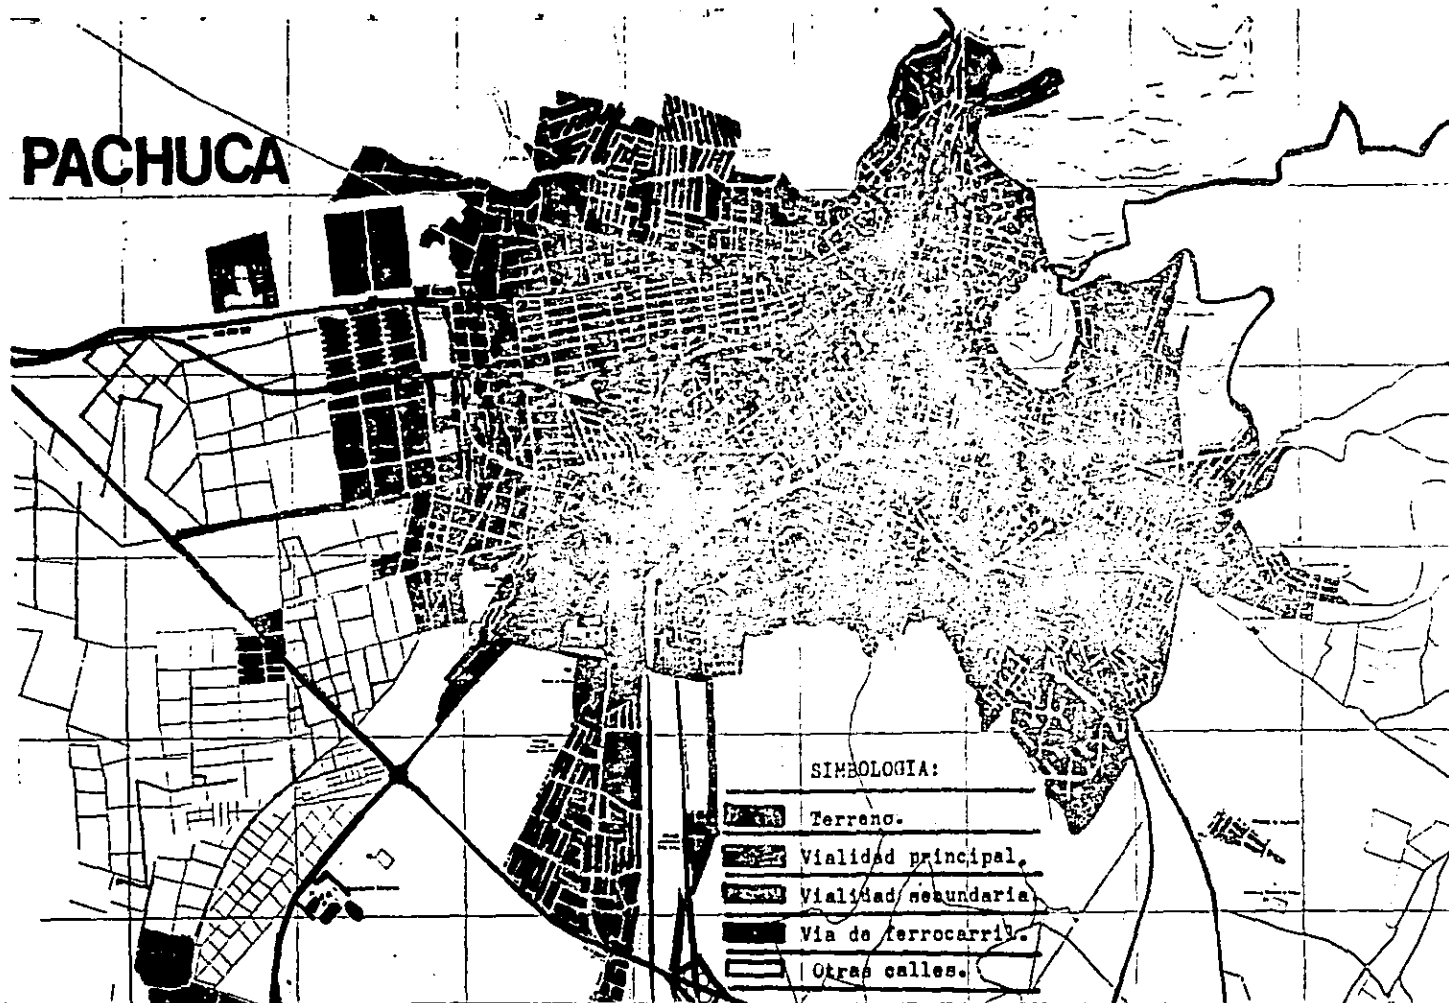 PACHUCA
SIMBOLOGIA:
Terreno.
Vialidad principal.
Vialidad secundaria
Via de ferrocarril.
Otras calles.